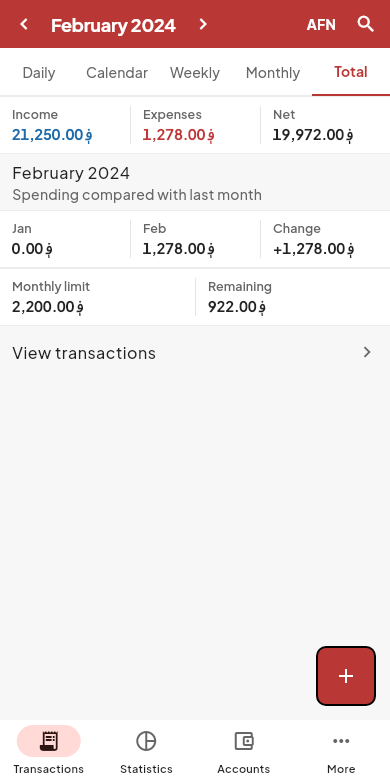 February 2024
AFN
Daily
Calendar
Weekly
Monthly
Total
Income
Expenses
Net
21,250.00؋
1,278.00؋
19,972.00؋
February 2024
Spending compared with last month
Jan
Feb
Change
0.00؋
1,278.00؋
+1,278.00؋
Monthly limit
Remaining
2,200.00؋
922.00؋
View transactions
Transactions
Statistics
Accounts
More